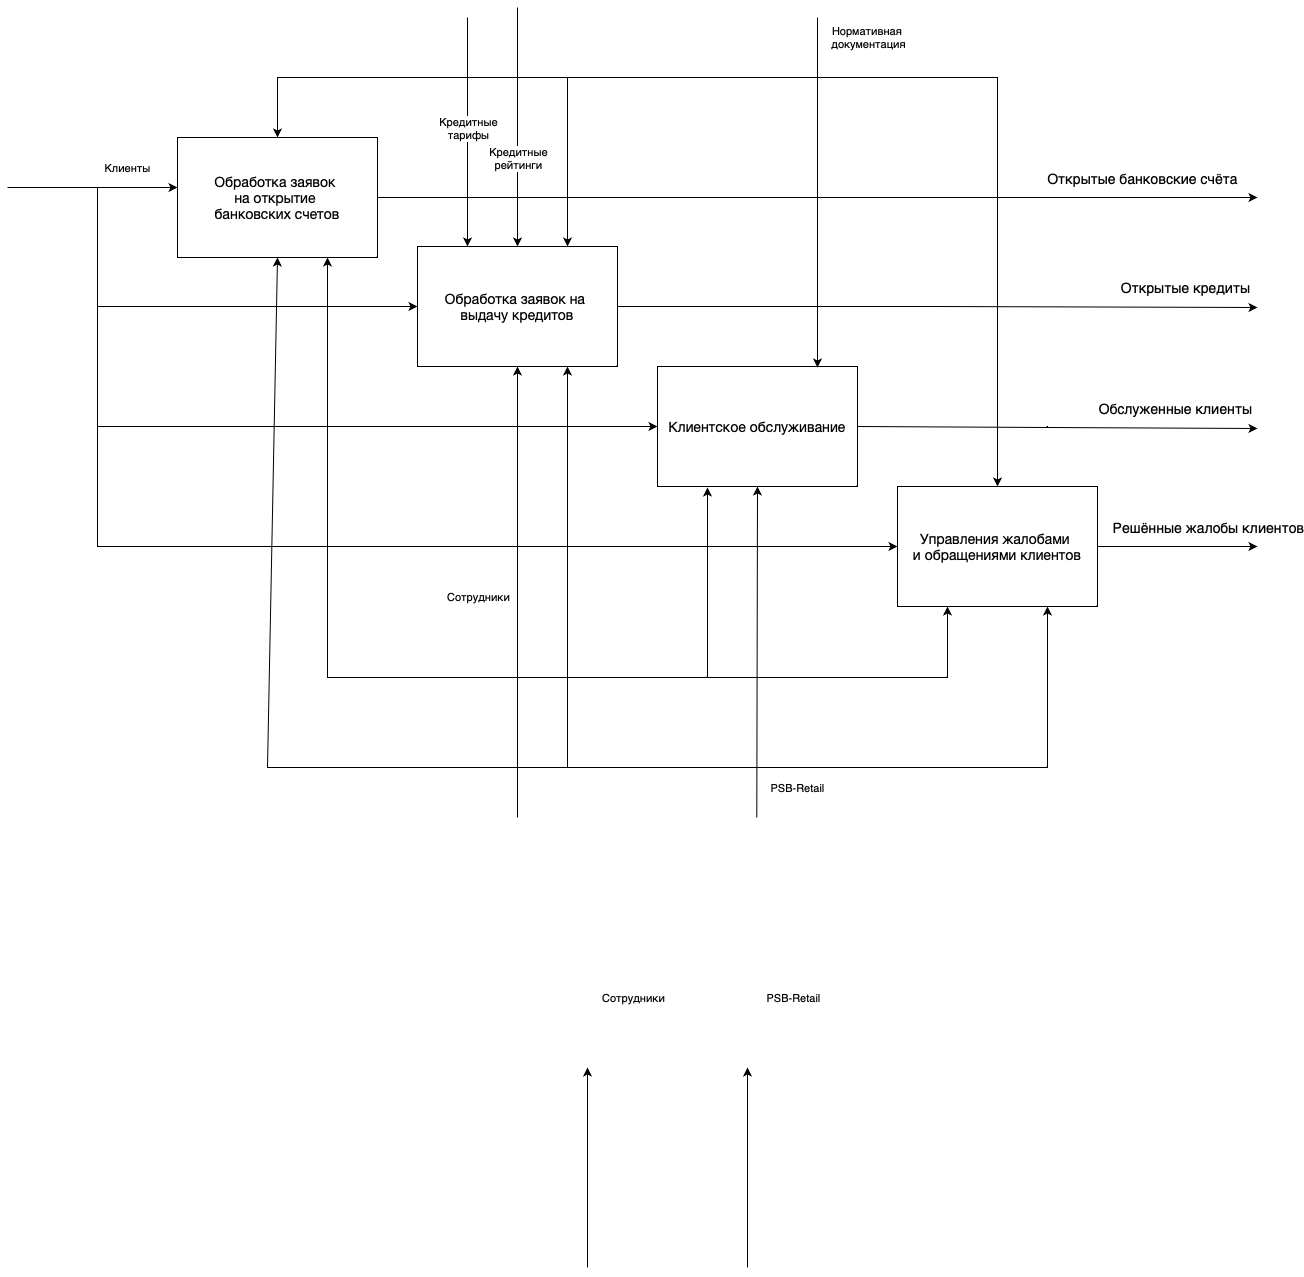 Нормативная
документация
Кредитные
тарифы
Кредитные
рейтинги
Клиенты
Обработка заявок
на открытие
банковских счетов
Открытые банковские счёта
Обработка заявок на
выдачу кредитов
Открытые кредиты
Клиентское обслуживание
Обслуженные клиенты
Управления жалобами
и обращениями клиентов
Решённые жалобы клиентов
Сотрудники
PSB-Retail
Сотрудники
PSB-Retail